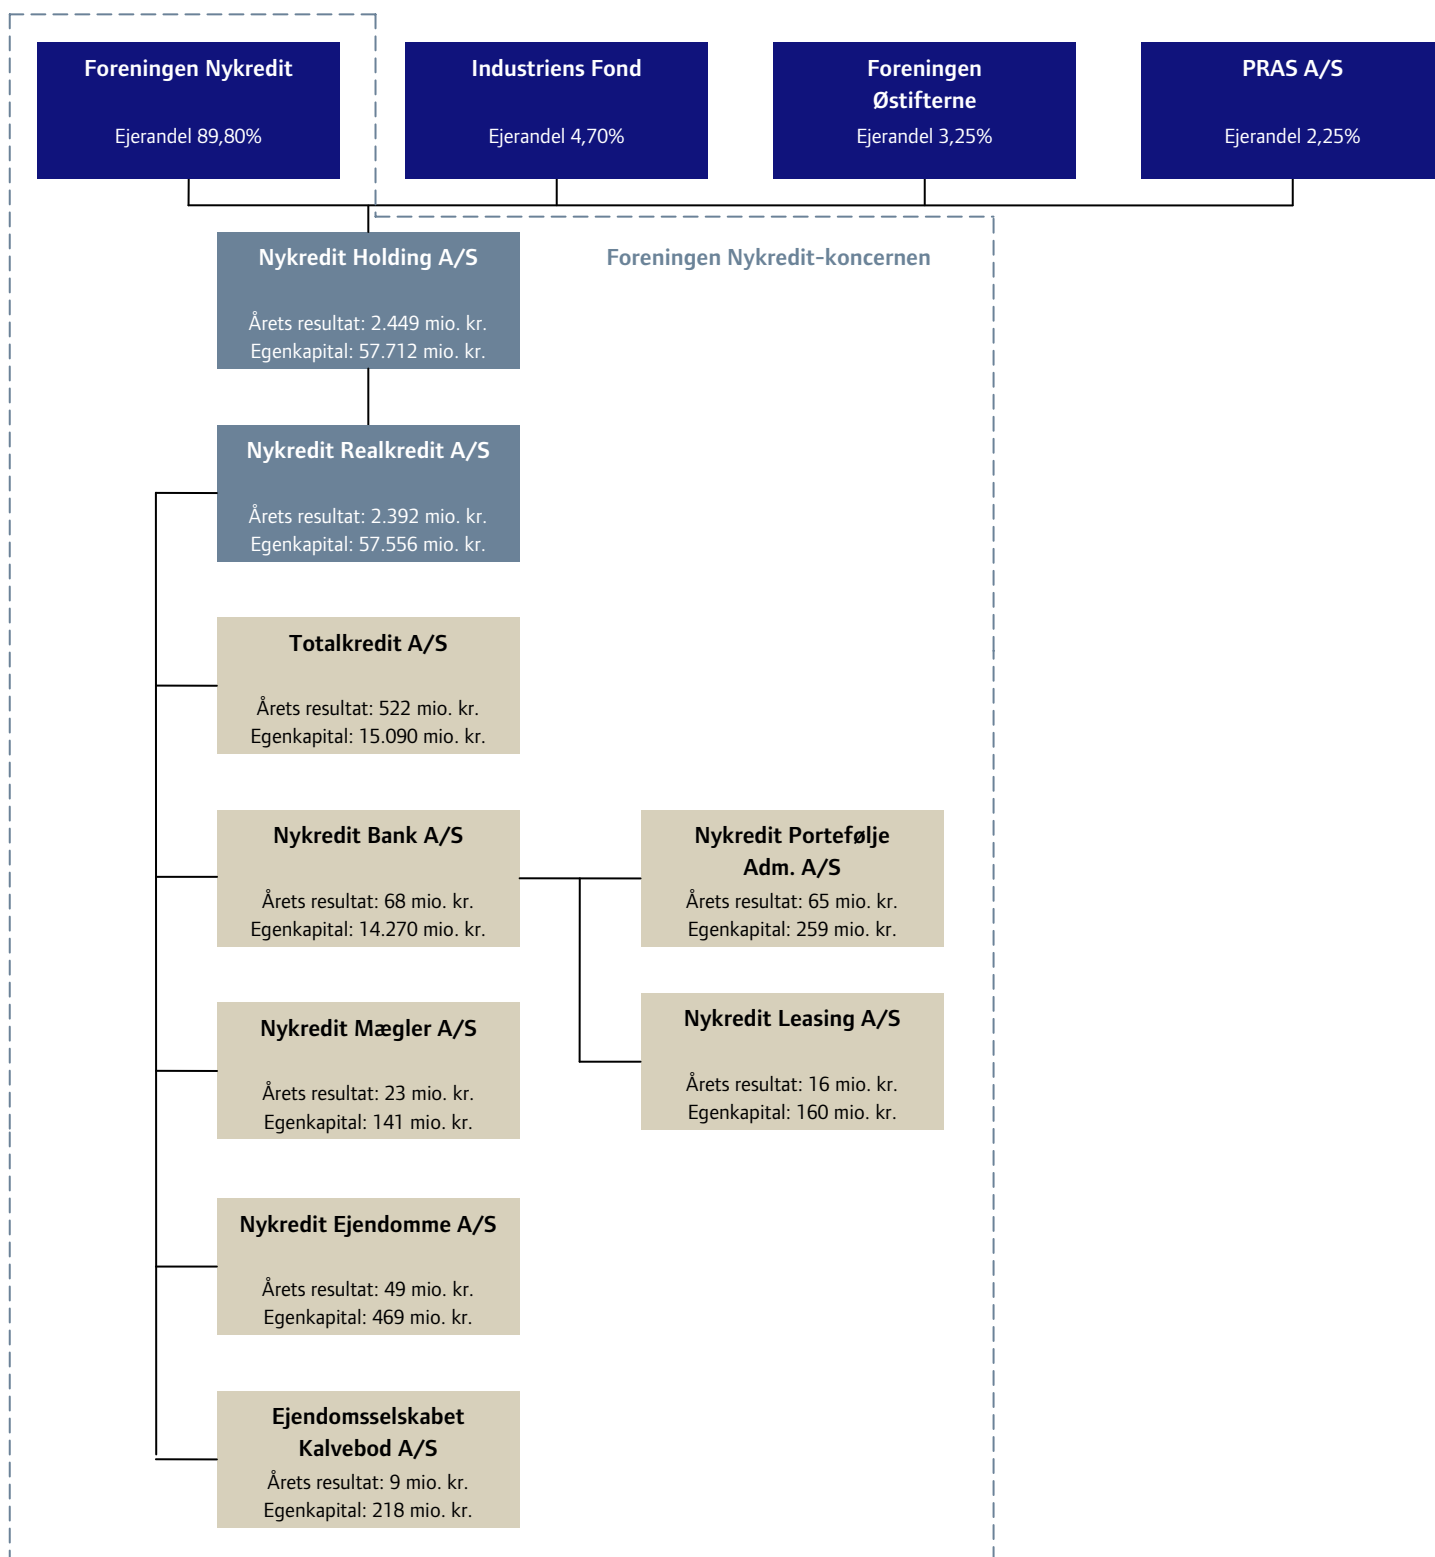 Foreningen Nykredit
Ejerandel 89,80%
Industriens Fond
Ejerandel 4,70%
Foreningen
Østifterne
Ejerandel 3,25%
PRAS A/S
Ejerandel 2,25%
Nykredit Holding A/S
Årets resultat: 2.449 mio. kr.
Egenkapital: 57.712 mio. kr.
Foreningen Nykredit-koncernen
Nykredit Realkredit A/S
Årets resultat: 2.392 mio. kr.
Egenkapital: 57.556 mio. kr.
Totalkredit A/S
Årets resultat: 522 mio. kr.
Egenkapital: 15.090 mio. kr.
Nykredit Bank A/S
Årets resultat: 68 mio. kr.
Egenkapital: 14.270 mio. kr.
Nykredit Portefølje
Adm. A/S
Årets resultat: 65 mio. kr.
Egenkapital: 259 mio. kr.
Nykredit Mægler A/S
Årets resultat: 23 mio. kr.
Egenkapital: 141 mio. kr.
Nykredit Leasing A/S
Årets resultat: 16 mio. kr.
Egenkapital: 160 mio. kr.
Nykredit Ejendomme A/S
Årets resultat: 49 mio. kr.
Egenkapital: 469 mio. kr.
Ejendomsselskabet
Kalvebod A/S
Årets resultat: 9 mio. kr.
Egenkapital: 218 mio. kr.